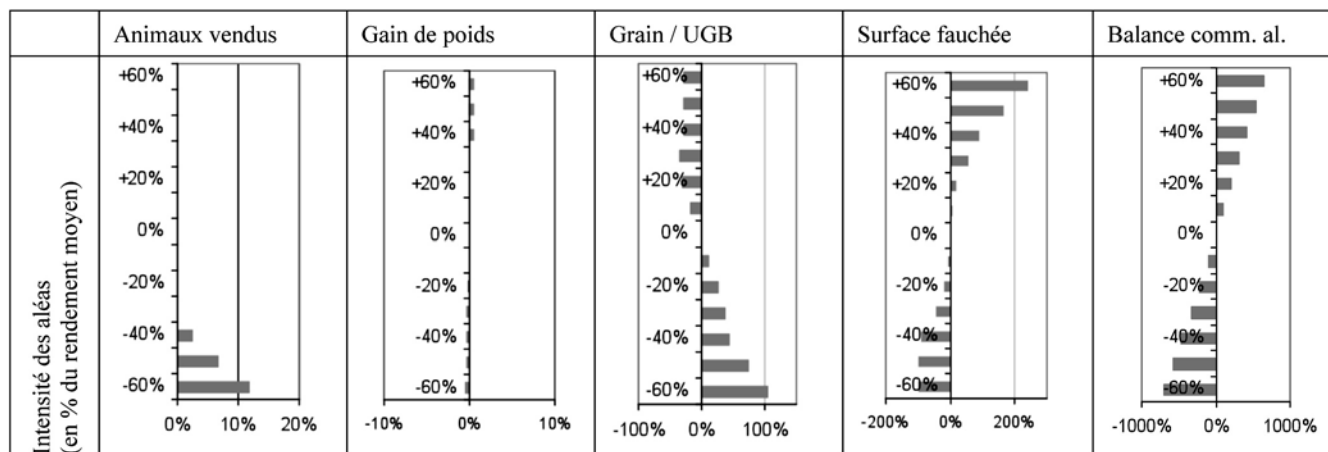 Animaux vendus
Gain de poids
Grain / UGB
Surface fauchée
Balance comm. al.
Intensité des aléas
(en % du rendement moyen)
+60%
+40%
+20%
0%
-20%
-40%
-60%
0% 10% 20%
+60%
+40%
+20%
0%
-20%
-40%
-60%
-10% 0% 10%
+60%
+40%
+20%
0%
-20%
-40%
-60%
-100% 0% 100%
+60%
+40%
+20%
0%
-20%
-40%
-60%
-200% 0% 200%
+60%
+40%
+20%
0%
-20%
-40%
-60%
-1000% 0% 1000%